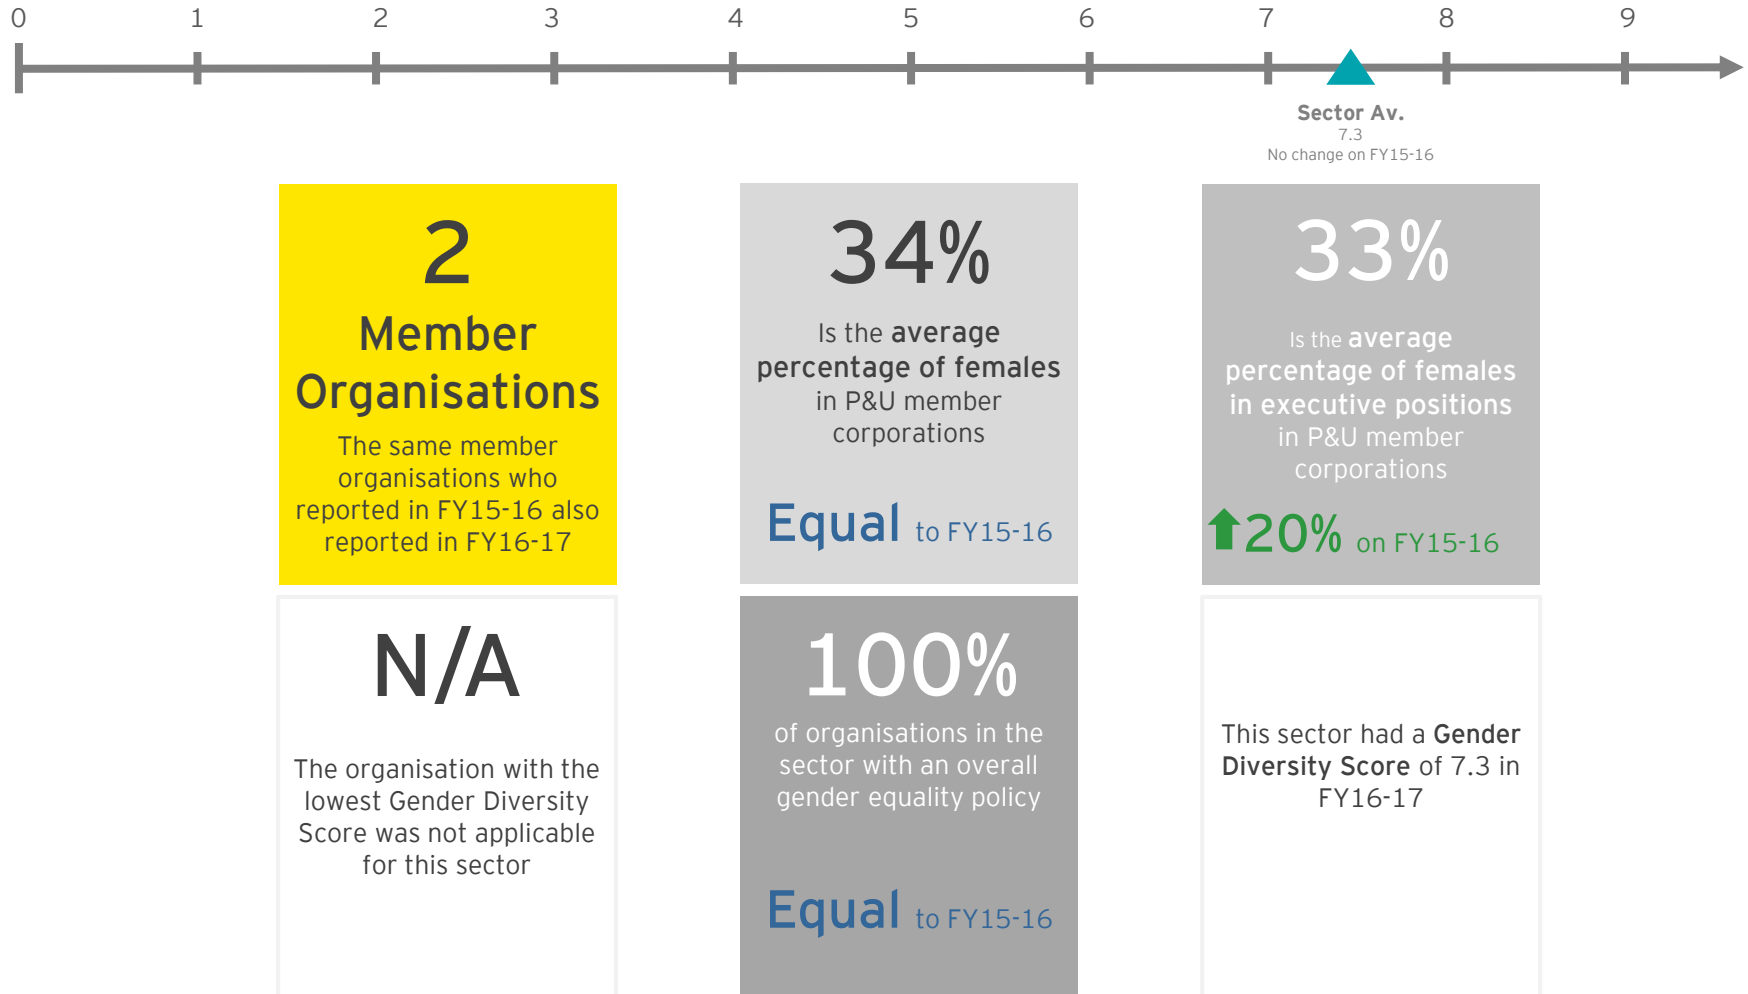 0 1 2 3 4 5 6 7 8 9
Sector Av.
7.3
No change on FY15-16
2
Member
Organisations
The same member
organisations who
reported in FY15-16 also
reported in FY16-17
34%
Is the average
percentage of females
in P&U member
corporations
Equal to FY15-16
33%
Is the average
percentage of females
in executive positions
in P&U member
corporations
20% on FY15-16
N/A
The organisation with the
lowest Gender Diversity
Score was not applicable
for this sector
100%
of organisations in the
sector with an overall
gender equality policy
Equal to FY15-16
This sector had a Gender
Diversity Score of 7.3 in
FY16-17